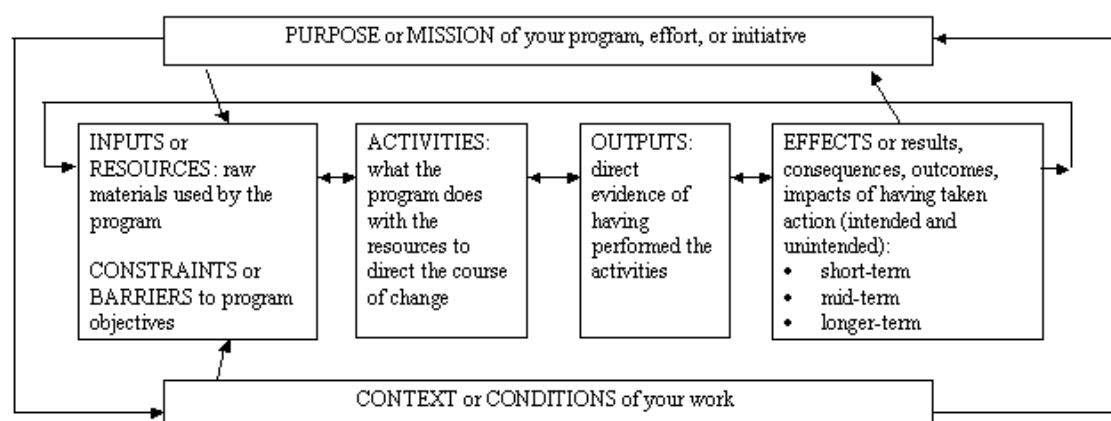 PURPOSE or MISSION of your program, effort, or initiative
INPUTS or
RESOURCES: raw
materials used by the
program
CONSTRAINTS or
BARRIERS to program
objectives
ACTIVITIES:
what the
program does
with the
resources to
direct the course
of change
OUTPUTS:
direct
evidence of
having
performed the
activities
EFFECTS or results,
consequences, outcomes,
impacts of having taken
action (intended and
unintended):
• short-term
• mid-term
• longer-term
CONTEXT or CONDITIONS of your work